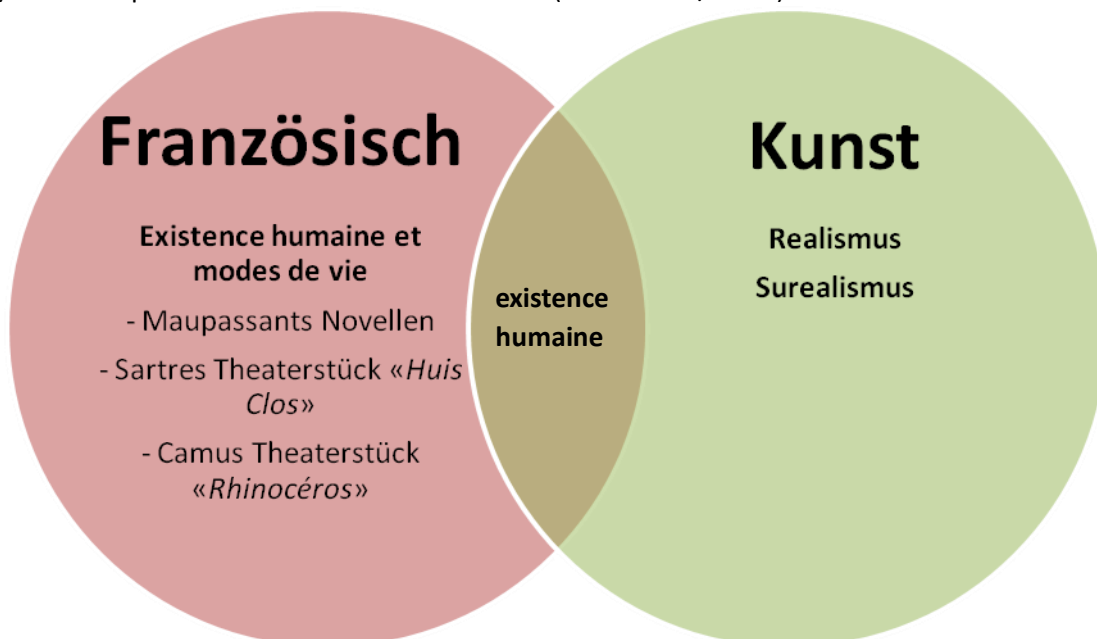 Französisch
Existence humaine et
modes de vie
- Maupassants Novellen
- Sartres Theaterstück «Huis
Clos»
- Camus Theaterstück
«Rhinocéros»
existence
humaine
Kunst
Realismus
Surealismus